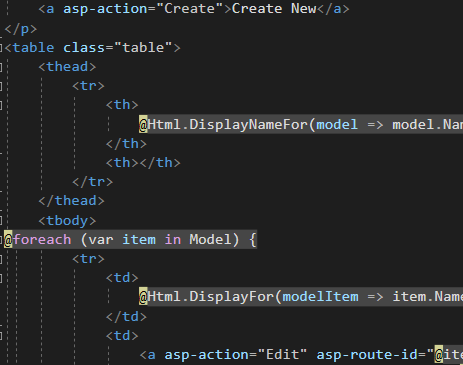 <a asp-action="Create">Create New</a>
</p>
<table class="table">
<thead>
<tr>
<th>
@Html.DisplayNameFor(model => model.Nam
</th>
<th></th>
</tr>
</thead>
<tbody>
@foreach (var item in Model) {
<tr>
<td>
@Html.DisplayFor(modelItem => item.Name
</td>
<td>
<a asp-action="Edit" asp-route-id="@ite